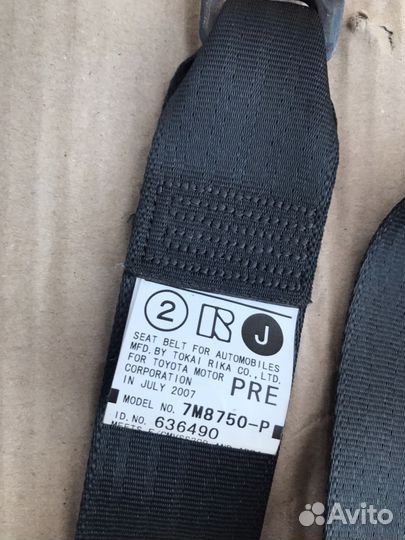 2 R J
SEAT BELT FOR AUTOMOBILES
MFD. BY TOKAI RIKA CO., LTD.
FOR TOYOTA MOTOR PRE
CORPORATION
IN JULY 2007
MODEL NO. 7M8750-P
ID. NO. 636490
MEETS
Avito